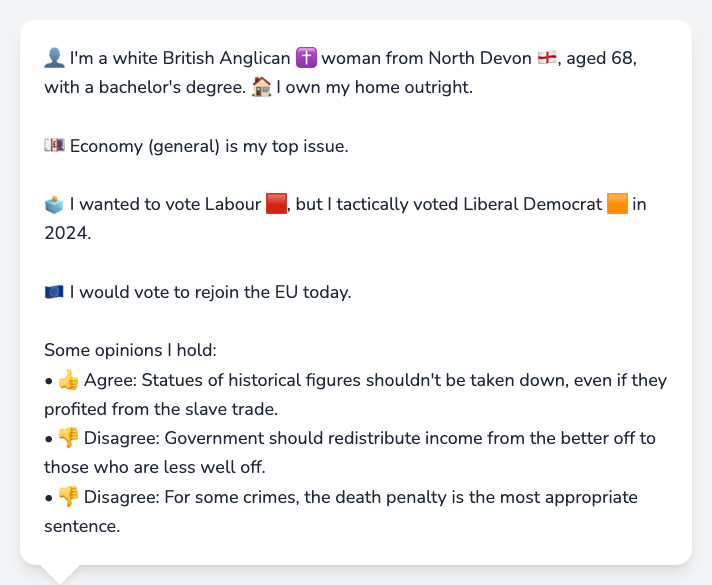 👤 I'm a white British Anglican ✝️ woman from North Devon 🏴󠁧󠁢󠁥󠁮󠁧󠁿, aged 68,
with a bachelor's degree. 🏠 I own my home outright.
💷 Economy (general) is my top issue.
🗳️ I wanted to vote Labour 🟥, but I tactically voted Liberal Democrat 🟧 in
2024.
🇪🇺 I would vote to rejoin the EU today.
Some opinions I hold:
• 👍 Agree: Statues of historical figures shouldn't be taken down, even if they
profited from the slave trade.
• 👎 Disagree: Government should redistribute income from the better off to
those who are less well off.
• 👎 Disagree: For some crimes, the death penalty is the most appropriate
sentence.